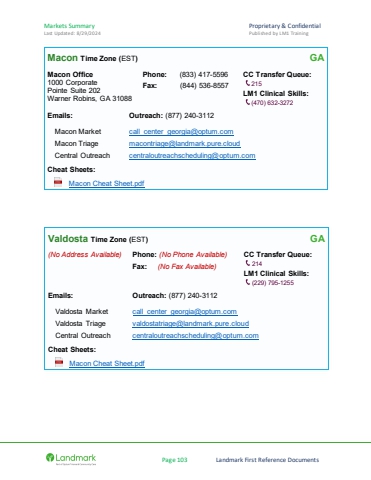 Markets Summary Proprietary & Confidential
Last Updated: 8/29/2024 Published by LM1 Training
Macon Time Zone (EST) GA
Macon Office Phone: (833) 417-5596 CC Transfer Queue:
1000 Corporate Fax: (844) 536-8557 215
Pointe Suite 202 LM1 Clinical Skills:
Warner Robins, GA 31088 (470) 632-3272
Emails: Outreach: (877) 240-3112
Macon Market call_center_georgia@optum.com
Macon Triage macontriage@landmark.pure.cloud
Central Outreach centraloutreachscheduling@optum.com
Cheat Sheets:
Macon Cheat Sheet.pdf
Valdosta Time Zone (EST) GA
(No Address Available) Phone: (No Phone Available) CC Transfer Queue:
Fax: (No Fax Available) 214
LM1 Clinical Skills:
(229) 795-1255
Emails: Outreach: (877) 240-3112
Valdosta Market call_center_georgia@optum.com
Valdosta Triage valdostatriage@landmark.pure.cloud
Central Outreach centraloutreachscheduling@optum.com
Cheat Sheets:
Macon Cheat Sheet.pdf
Landmark Page 103 Landmark First Reference Documents